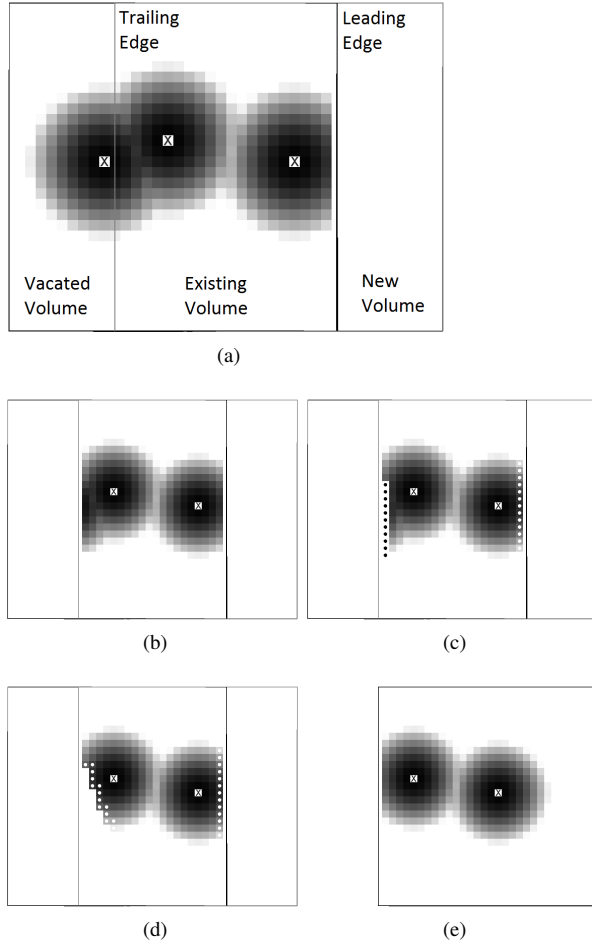 Trailing
Edge
Leading
Edge
X
X
X
Vacated
Volume
Existing
Volume
New
Volume
(a)
X
X
(b)
X
X
(c)
X
X
(d)
X
X
(e)